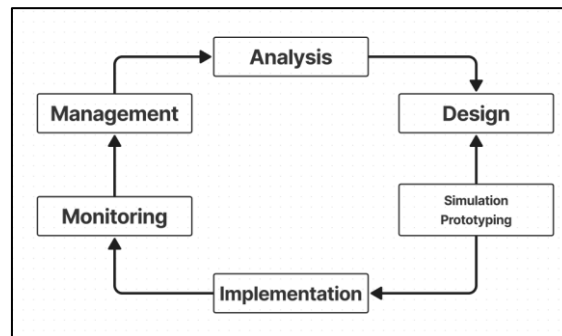 Analysis
Management
Design
Monitoring
Simulation
Prototyping
Implementation